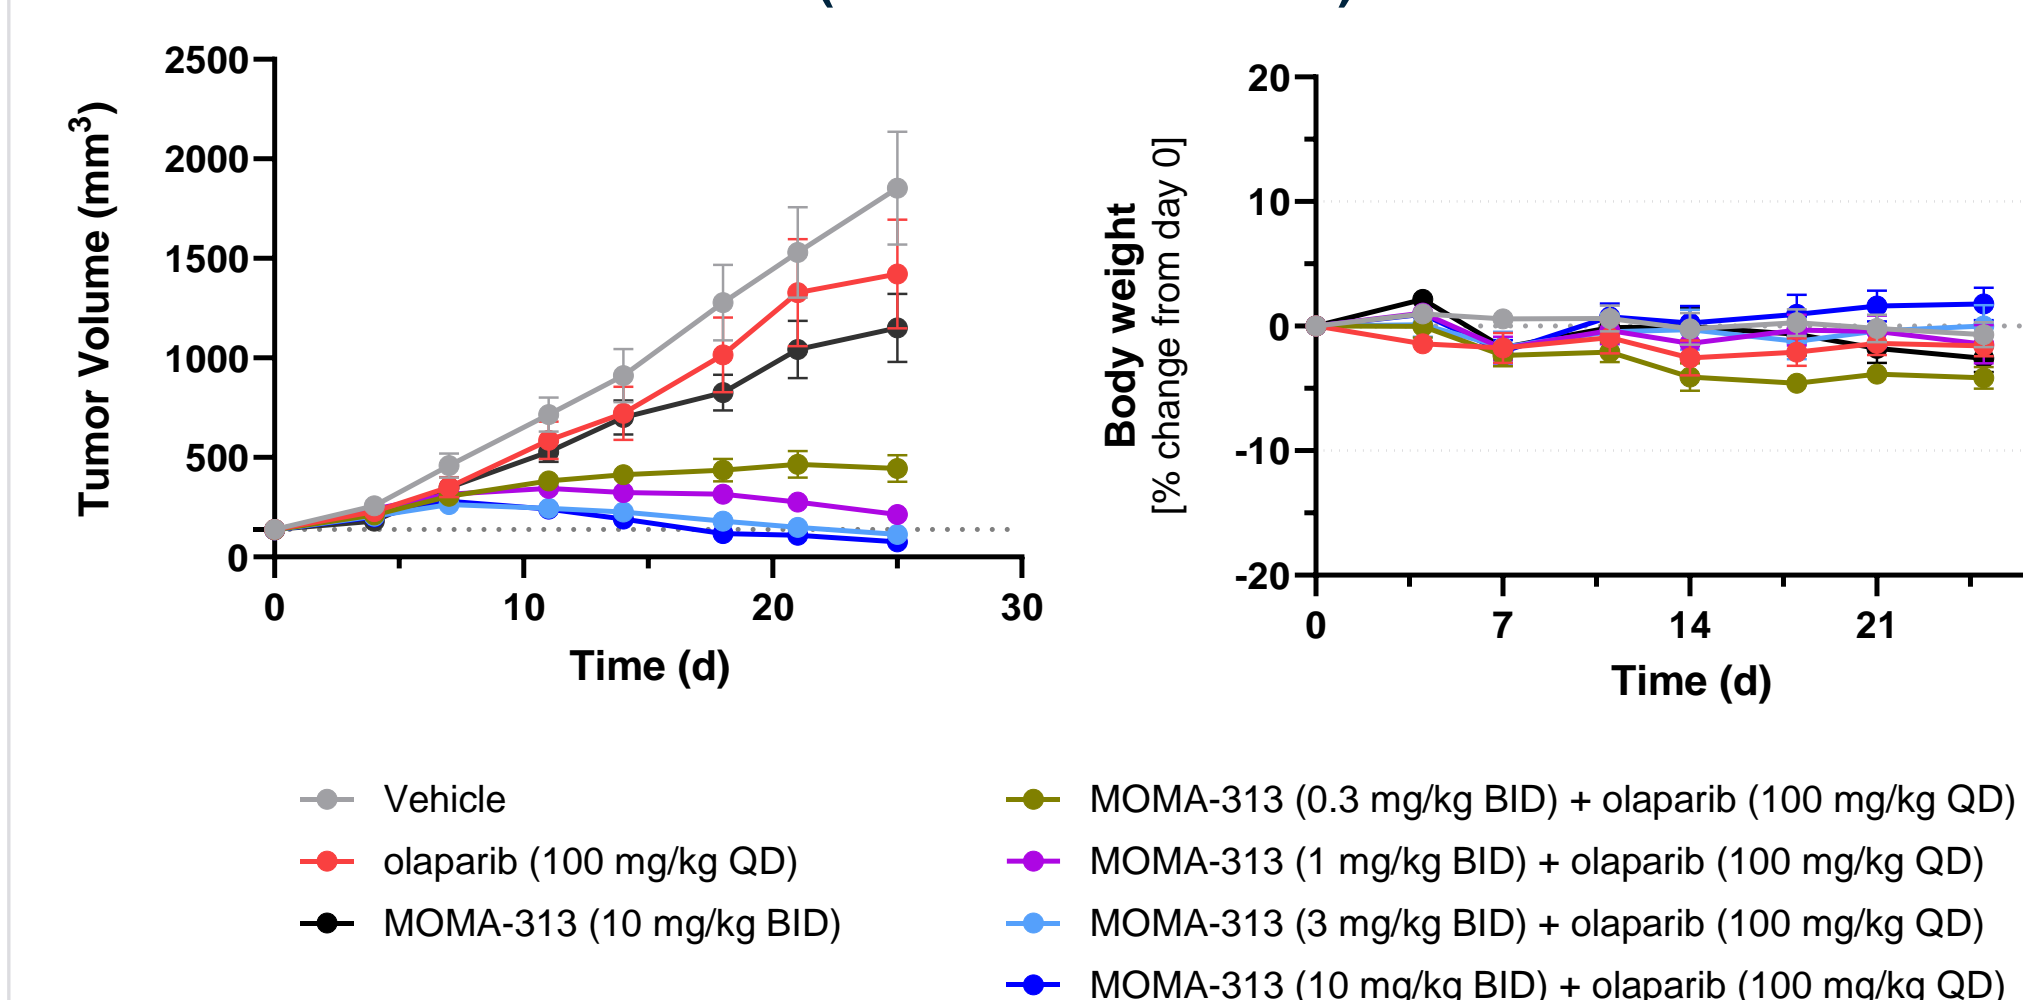 2500
2000
1500
1000
500
0
0 10 20 30
Tumor Volume (mm³)
Time (d)
20
10
0
-10
-20
0 7 14 21
Body weight
[% change from day 0]
Time (d)
Vehicle
olaparib (100 mg/kg QD)
MOMA-313 (10 mg/kg BID)
MOMA-313 (0.3 mg/kg BID) + olaparib (100 mg/kg QD)
MOMA-313 (1 mg/kg BID) + olaparib (100 mg/kg QD)
MOMA-313 (3 mg/kg BID) + olaparib (100 mg/kg QD)
MOMA-313 (10 mg/kg BID) + olaparib (100 mg/kg QD)